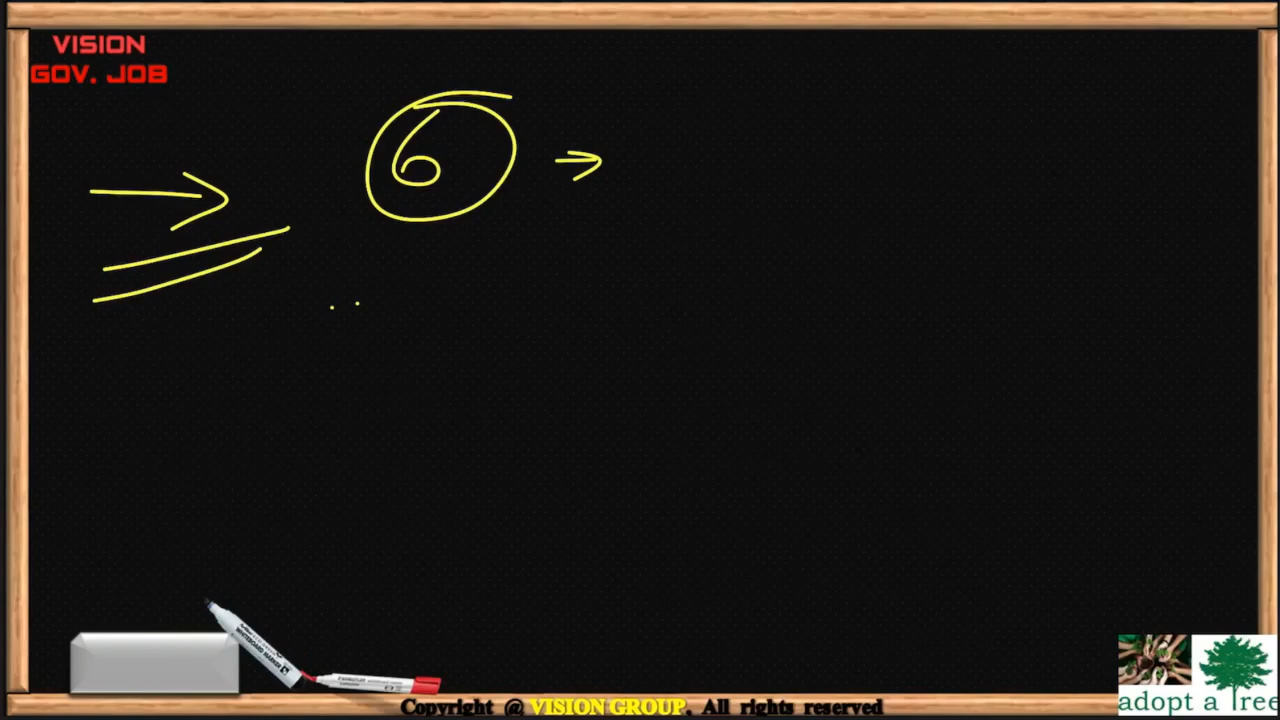 VISION
GOV. JOB
6
Copyright @ VISION GROUP. All rights reserved
adopt a Tree